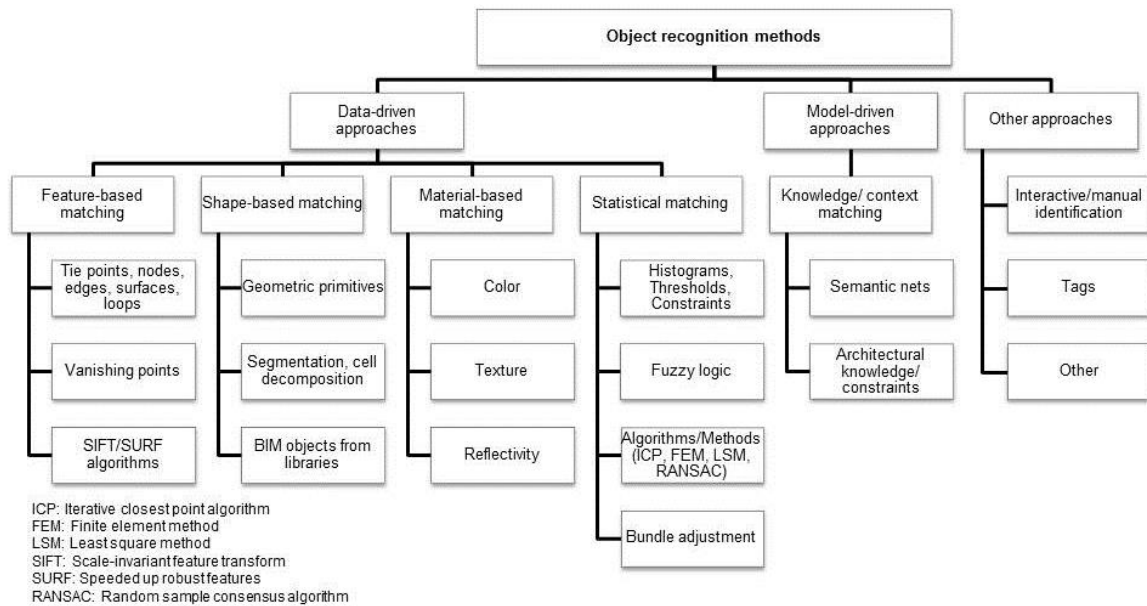 Object recognition methods
Data-driven
approaches
Model-driven
approaches
Other approaches
Feature-based
matching
Shape-based matching
Material-based matching
Statistical matching
Knowledge/ context
matching
Interactive/manual
identification
Tie points, nodes,
edges, surfaces,
loops
Geometric primitives
Color
Histograms,
Thresholds,
Constraints
Semantic nets
Tags
Vanishing points
Segmentation, cell
decomposition
Texture
Fuzzy logic
Architectural
knowledge/
constraints
Other
SIFT/SURF
algorithms
BIM objects from
libraries
Reflectivity
Algorithms/Methods
(ICP, FEM, LSM,
RANSAC)
Bundle adjustment
ICP: Iterative closest point algorithm
FEM: Finite element method
LSM: Least square method
SIFT: Scale-invariant feature transform
SURF: Speeded up robust features
RANSAC: Random sample consensus algorithm